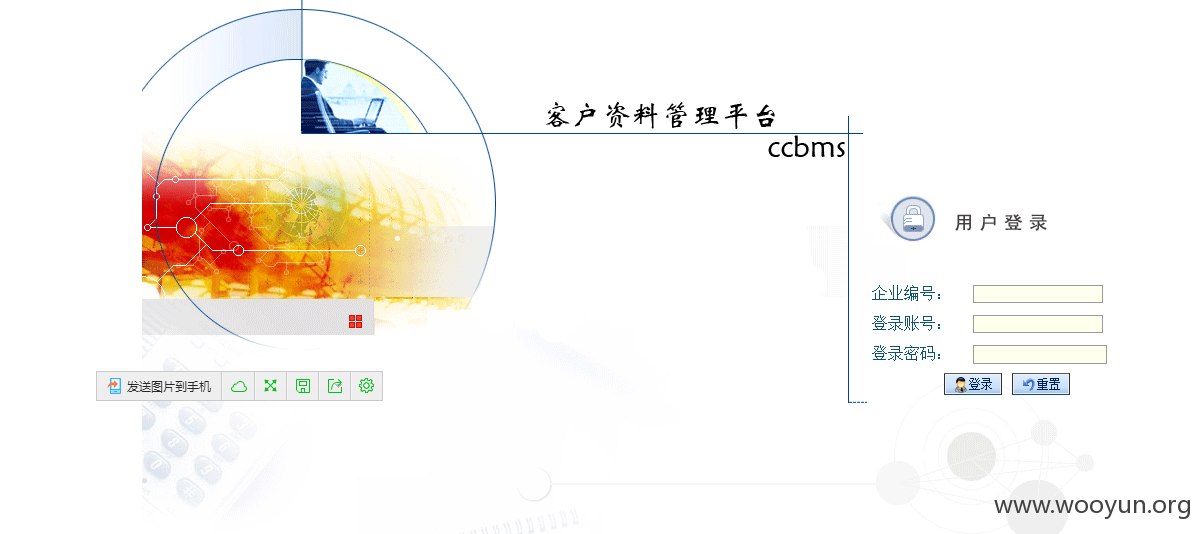 客户资料管理平台
ccbms
用户登录
企业编号：
登录账号：
登录密码：
登录 重置
发送图片到手机
www.wooyun.org